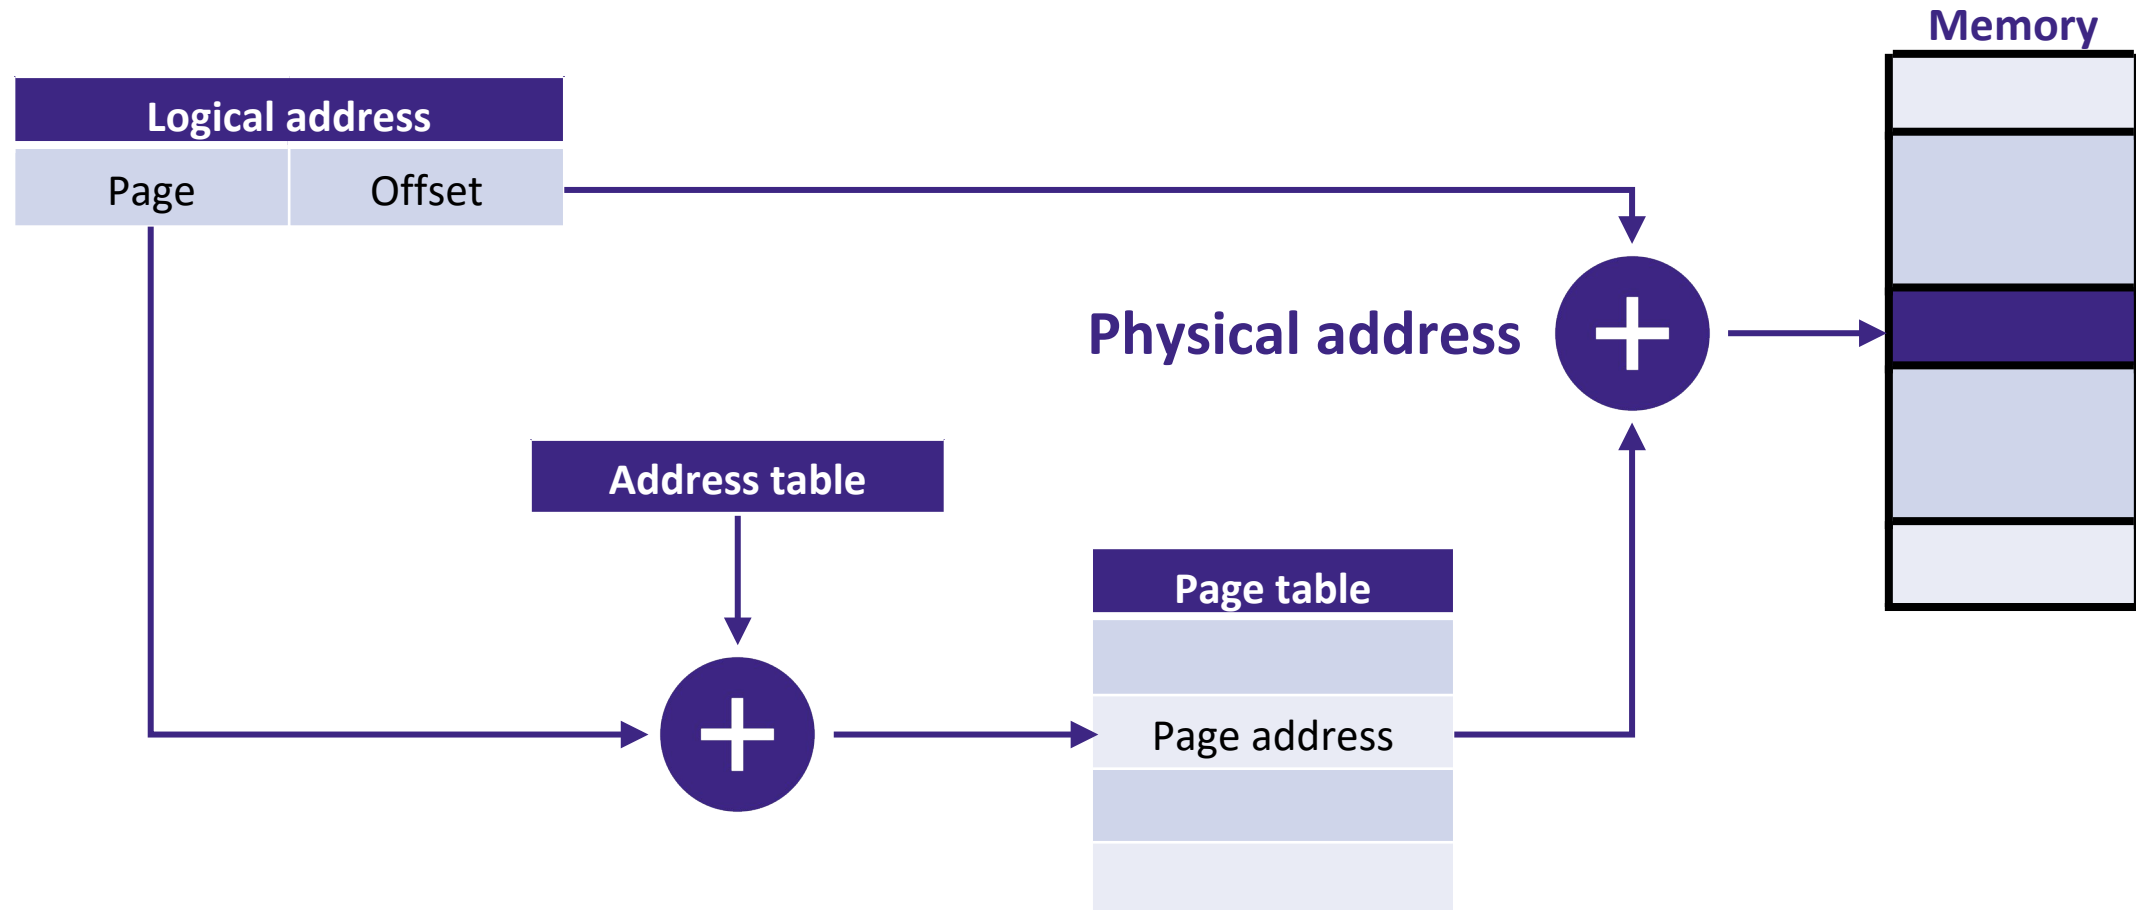 Memory
Logical address
Page
Offset
Physical address
Address table
Page table
Page address